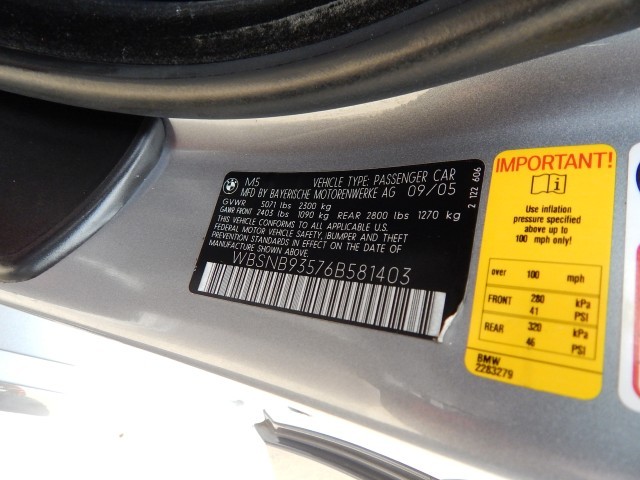 M5 VEHICLE TYPE: PASSENGER CAR
MFD BY BAYERISCHE MOTORENWERKE AG 09/05
GVWR 5071 lbs 2300 kg
GAWR FRONT 2403 lbs 1090 kg REAR 2800 lbs 1270 kg
THIS VEHICLE CONFORMS TO ALL APPLICABLE
FEDERAL MOTOR VEHICLE SAFETY, BUMPER AND THEFT
PREVENTION STANDARDS IN EFFECT ON THE DATE OF
MANUFACTURE SHOWN ABOVE.
WBSNB93576B581403
2 122 606
IMPORTANT!
Use inflation
pressure specified
above for up to
100 mph only!
over 100 mph
FRONT 280 kPa
41 PSI
REAR 320 kPa
46 PSI
BMW
2283279